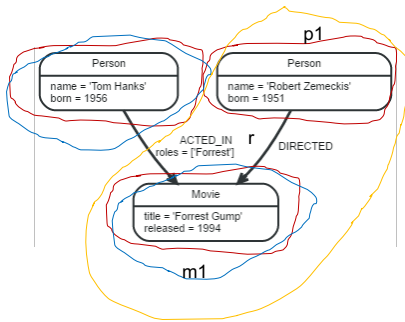 p1
Person
name = 'Tom Hanks'
born = 1956
Person
name = 'Robert Zemeckis'
born = 1951
ACTED_IN
roles = ['Forrest']
r
DIRECTED
Movie
title = 'Forrest Gump'
released = 1994
m1